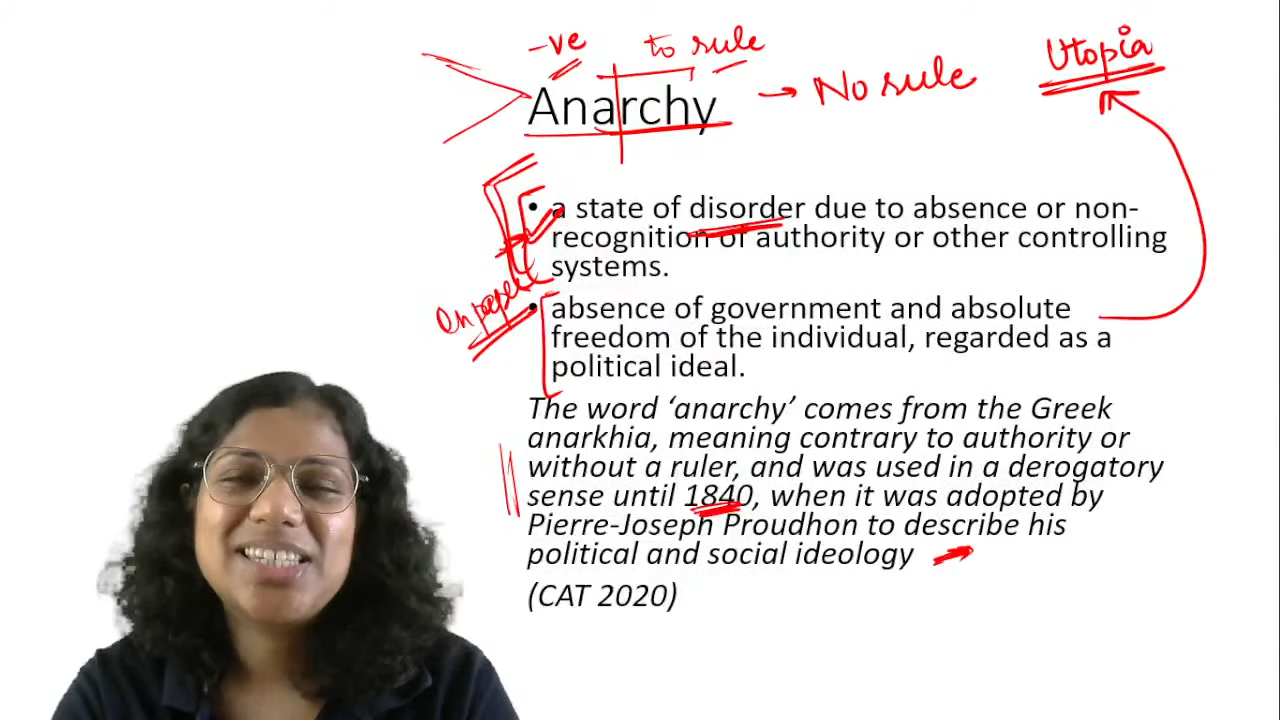 -ve to rule Utopia
Anarchy → No rule
• a state of disorder due to absence or non-
recognition of authority or other controlling
systems.
• absence of government and absolute
freedom of the individual, regarded as a
political ideal.
The word ‘anarchy’ comes from the Greek
anarkhia, meaning contrary to authority or
without a ruler, and was used in a derogatory
sense until 1840, when it was adopted by
Pierre-Joseph Proudhon to describe his
political and social ideology
(CAT 2020)